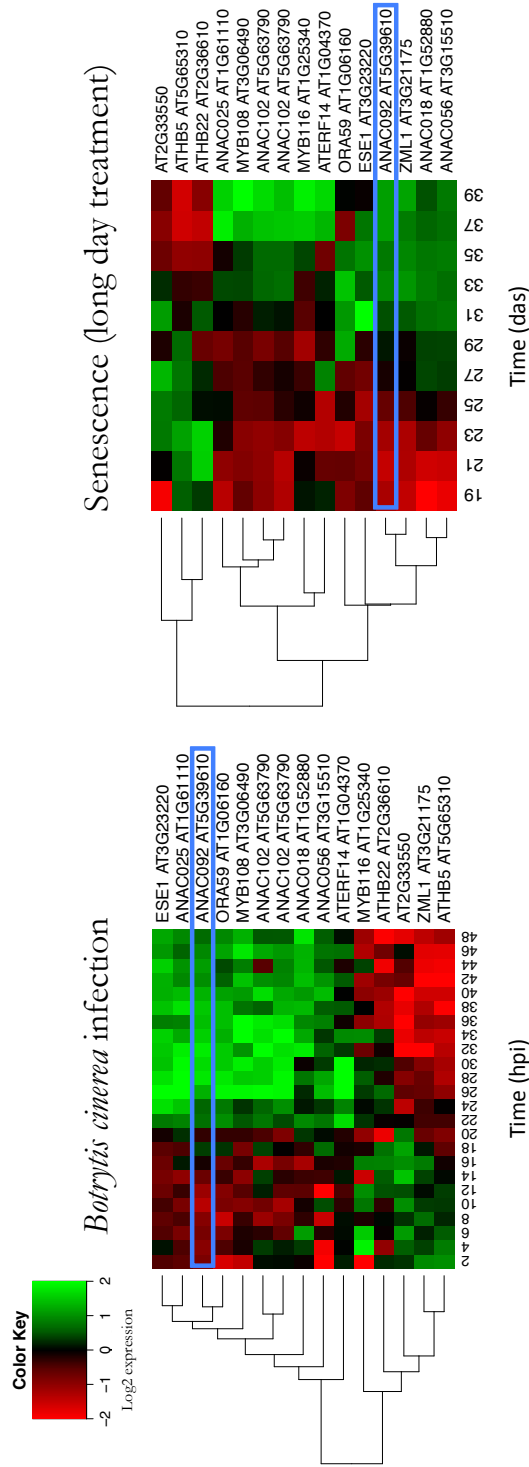 Color Key
-2 -1 0 1 2
Log2 expression
Botrytis cinerea infection
ESE1 AT3G23220
ANAC025 AT1G61110
ANAC092 AT5G39610
ORA59 AT1G06160
MYB108 AT3G06490
ANAC102 AT5G63790
ANAC102 AT5G63790
ANAC018 AT1G52880
ANAC056 AT3G15510
ATERF14 AT1G04370
MYB116 AT1G25340
ATHB22 AT2G36610
AT2G33550
ZML1 AT3G21175
ATHB5 AT5G65310
2 4 6 8 10 12 14 16 18 20 22 24 26 28 30 32 34 36 38 40 42 44 46 48
Time (hpi)
Senescence (long day treatment)
AT2G33550
ATHB5 AT5G65310
ATHB22 AT2G36610
ANAC025 AT1G61110
MYB108 AT3G06490
ANAC102 AT5G63790
ANAC102 AT5G63790
MYB116 AT1G25340
ATERF14 AT1G04370
ORA59 AT1G06160
ESE1 AT3G23220
ANAC092 AT5G39610
ZML1 AT3G21175
ANAC018 AT1G52880
ANAC056 AT3G15510
19 21 23 25 27 29 31 33 35 37 39
Time (das)